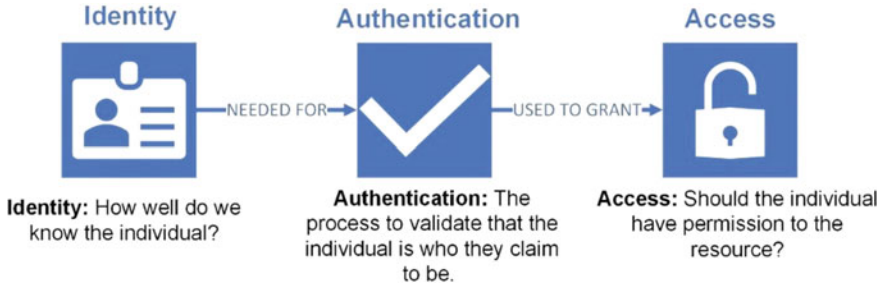 Identity
Authentication
Access
NEEDED FOR
USED TO GRANT
Identity: How well do we
know the individual?
Authentication: The
process to validate that the
individual is who they claim
to be.
Access: Should the individual
have permission to the
resource?